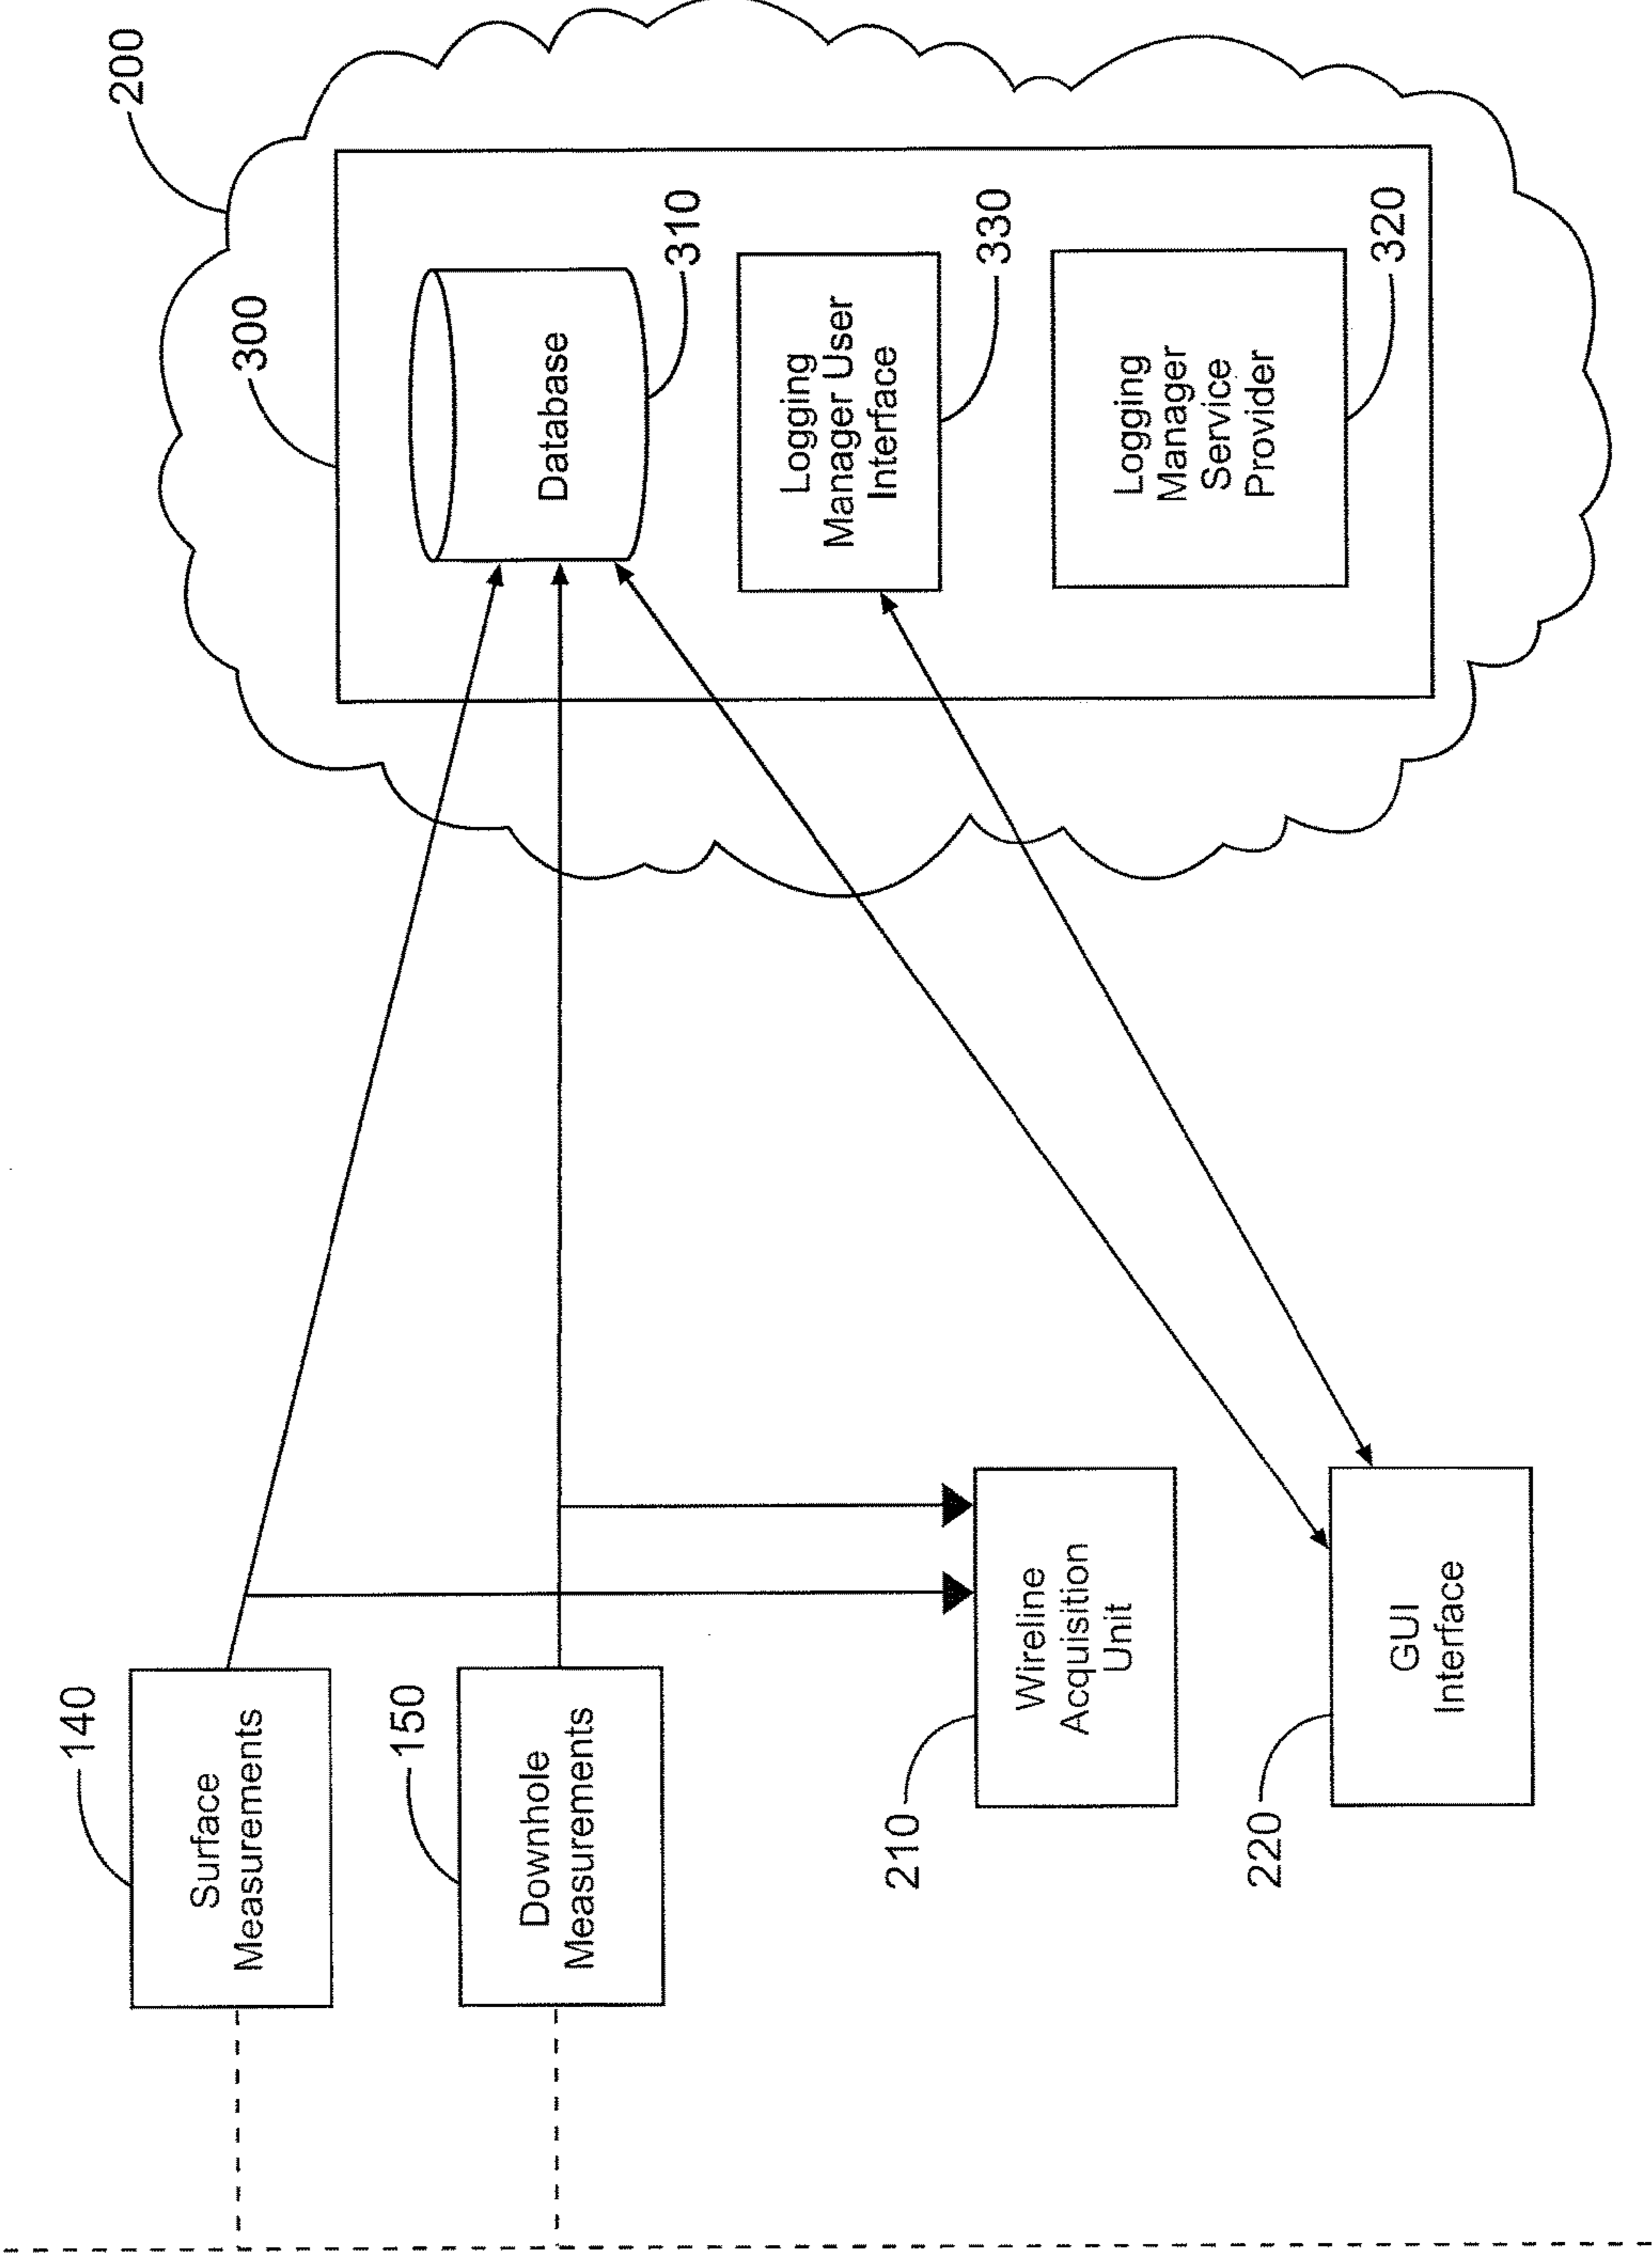 140
Surface
Measurements
150
Downhole
Measurements
210
Wireline
Acquisition
Unit
220
GUI
Interface
200
300
Database
310
Logging
Manager User
Interface
330
Logging
Manager
Service
Provider
320